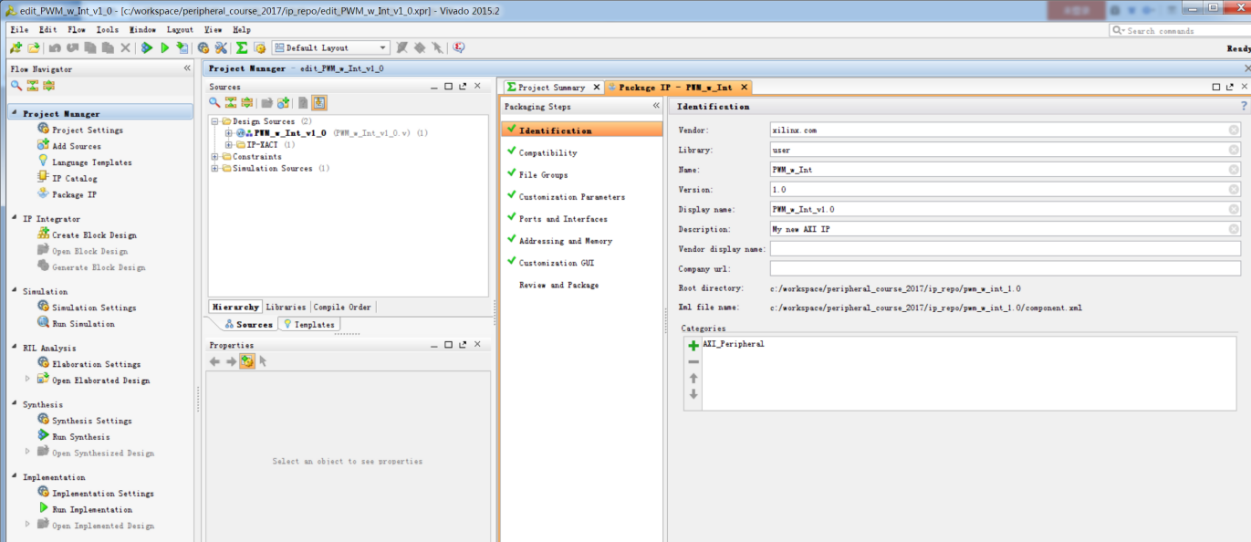 edit_PWM_w_Int_v1_0 - [c:/workspace/peripheral_course_2017/ip_repo/edit_PWM_w_Int_v1_0.xpr] - Vivado 2015.2
File Edit Flow Tools Window Layout View Help
Search commands
Default Layout
Ready
Flow Navigator
Project Manager
Project Settings
Add Sources
Language Templates
IP Catalog
Package IP
IP Integrator
Create Block Design
Open Block Design
Generate Block Design
Simulation
Simulation Settings
Run Simulation
RTL Analysis
Elaboration Settings
Open Elaborated Design
Synthesis
Synthesis Settings
Run Synthesis
Open Synthesized Design
Implementation
Implementation Settings
Run Implementation
Open Implemented Design
Project Manager - edit_PWM_w_Int_v1_0
Sources
Design Sources (2)
PWM_w_Int_v1_0 (PWM_w_Int_v1_0.v) (1)
IP-XACT (1)
Constraints
Simulation Sources (1)
Hierarchy Libraries Compile Order
Sources Templates
Properties
Select an object to see properties
Project Summary Package IP - PWM_w_Int
Packaging Steps
Identification
Compatibility
File Groups
Customization Parameters
Ports and Interfaces
Addressing and Memory
Customization GUI
Review and Package
Identification
Vendor: xilinx.com
Library: user
Name: PWM_w_Int
Version: 1.0
Display name: PWM_w_Int_v1.0
Description: My new AXI IP
Vendor display name:
Company url:
Root directory: c:/workspace/peripheral_course_2017/ip_repo/pwm_w_int_1.0
Xml file name: c:/workspace/peripheral_course_2017/ip_repo/pwm_w_int_1.0/component.xml
Categories
AXI_Peripheral